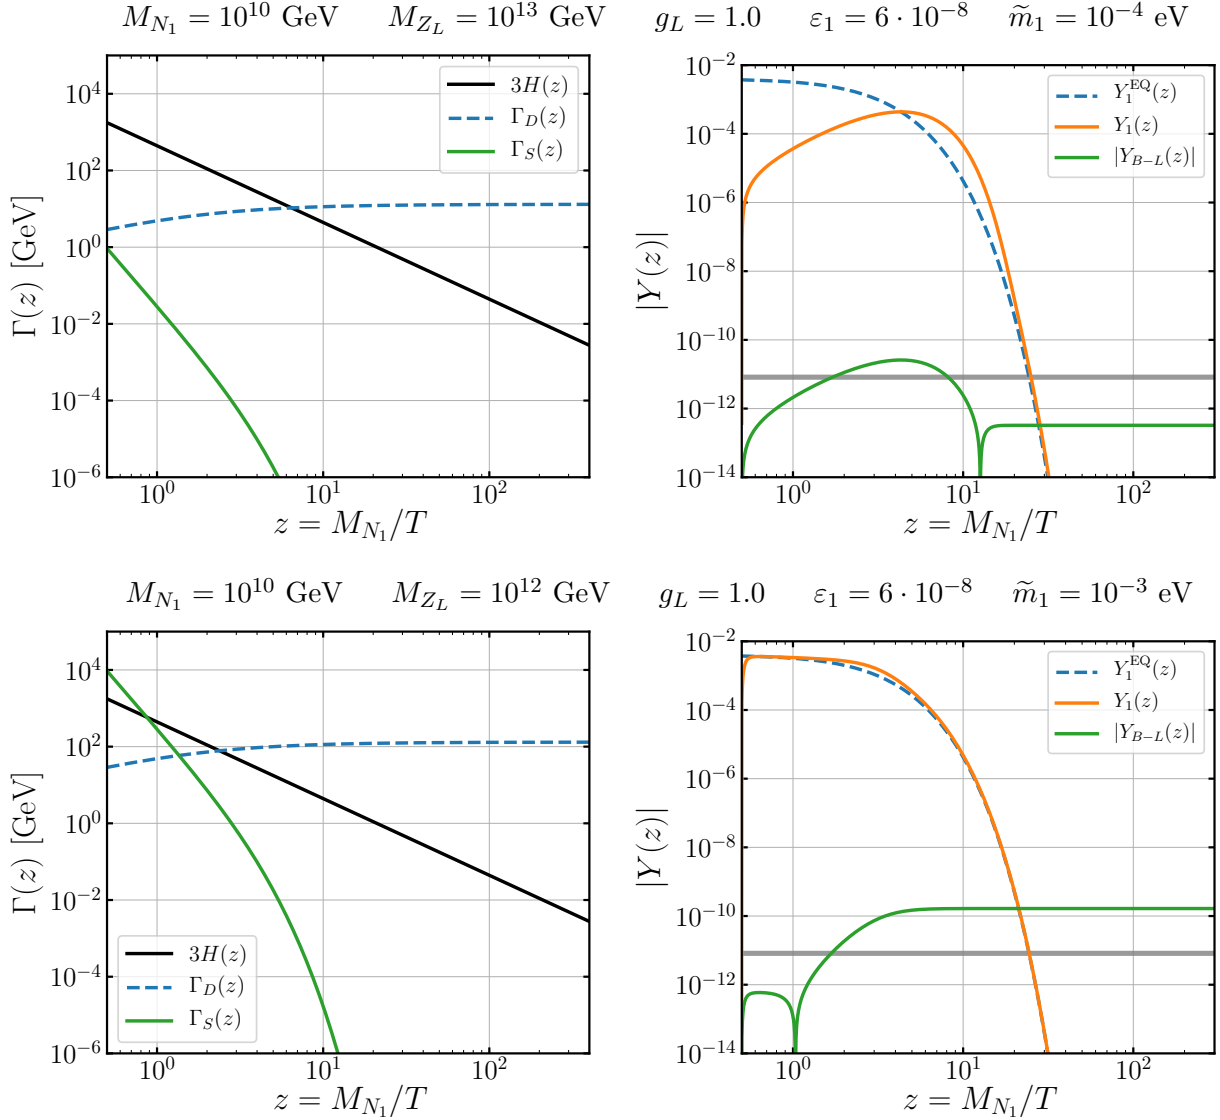 M_{N_1} = 10^{10} GeV M_{Z_L} = 10^{13} GeV
10^4
10^2
10^0
10^{-2}
10^{-4}
10^{-6}
Γ(z) [GeV]
3H(z)
Γ_D(z)
Γ_S(z)
10^0 10^1 10^2
z = M_{N_1}/T
g_L = 1.0 ε_1 = 6 · 10^{-8} m̃_1 = 10^{-4} eV
10^{-2}
10^{-4}
10^{-6}
10^{-8}
10^{-10}
10^{-12}
10^{-14}
|Y(z)|
Y_1^{EQ}(z)
Y_1(z)
|Y_{B-L}(z)|
10^0 10^1 10^2
z = M_{N_1}/T
M_{N_1} = 10^{10} GeV M_{Z_L} = 10^{12} GeV
10^4
10^2
10^0
10^{-2}
10^{-4}
10^{-6}
Γ(z) [GeV]
3H(z)
Γ_D(z)
Γ_S(z)
10^0 10^1 10^2
z = M_{N_1}/T
g_L = 1.0 ε_1 = 6 · 10^{-8} m̃_1 = 10^{-3} eV
10^{-2}
10^{-4}
10^{-6}
10^{-8}
10^{-10}
10^{-12}
10^{-14}
|Y(z)|
Y_1^{EQ}(z)
Y_1(z)
|Y_{B-L}(z)|
10^0 10^1 10^2
z = M_{N_1}/T